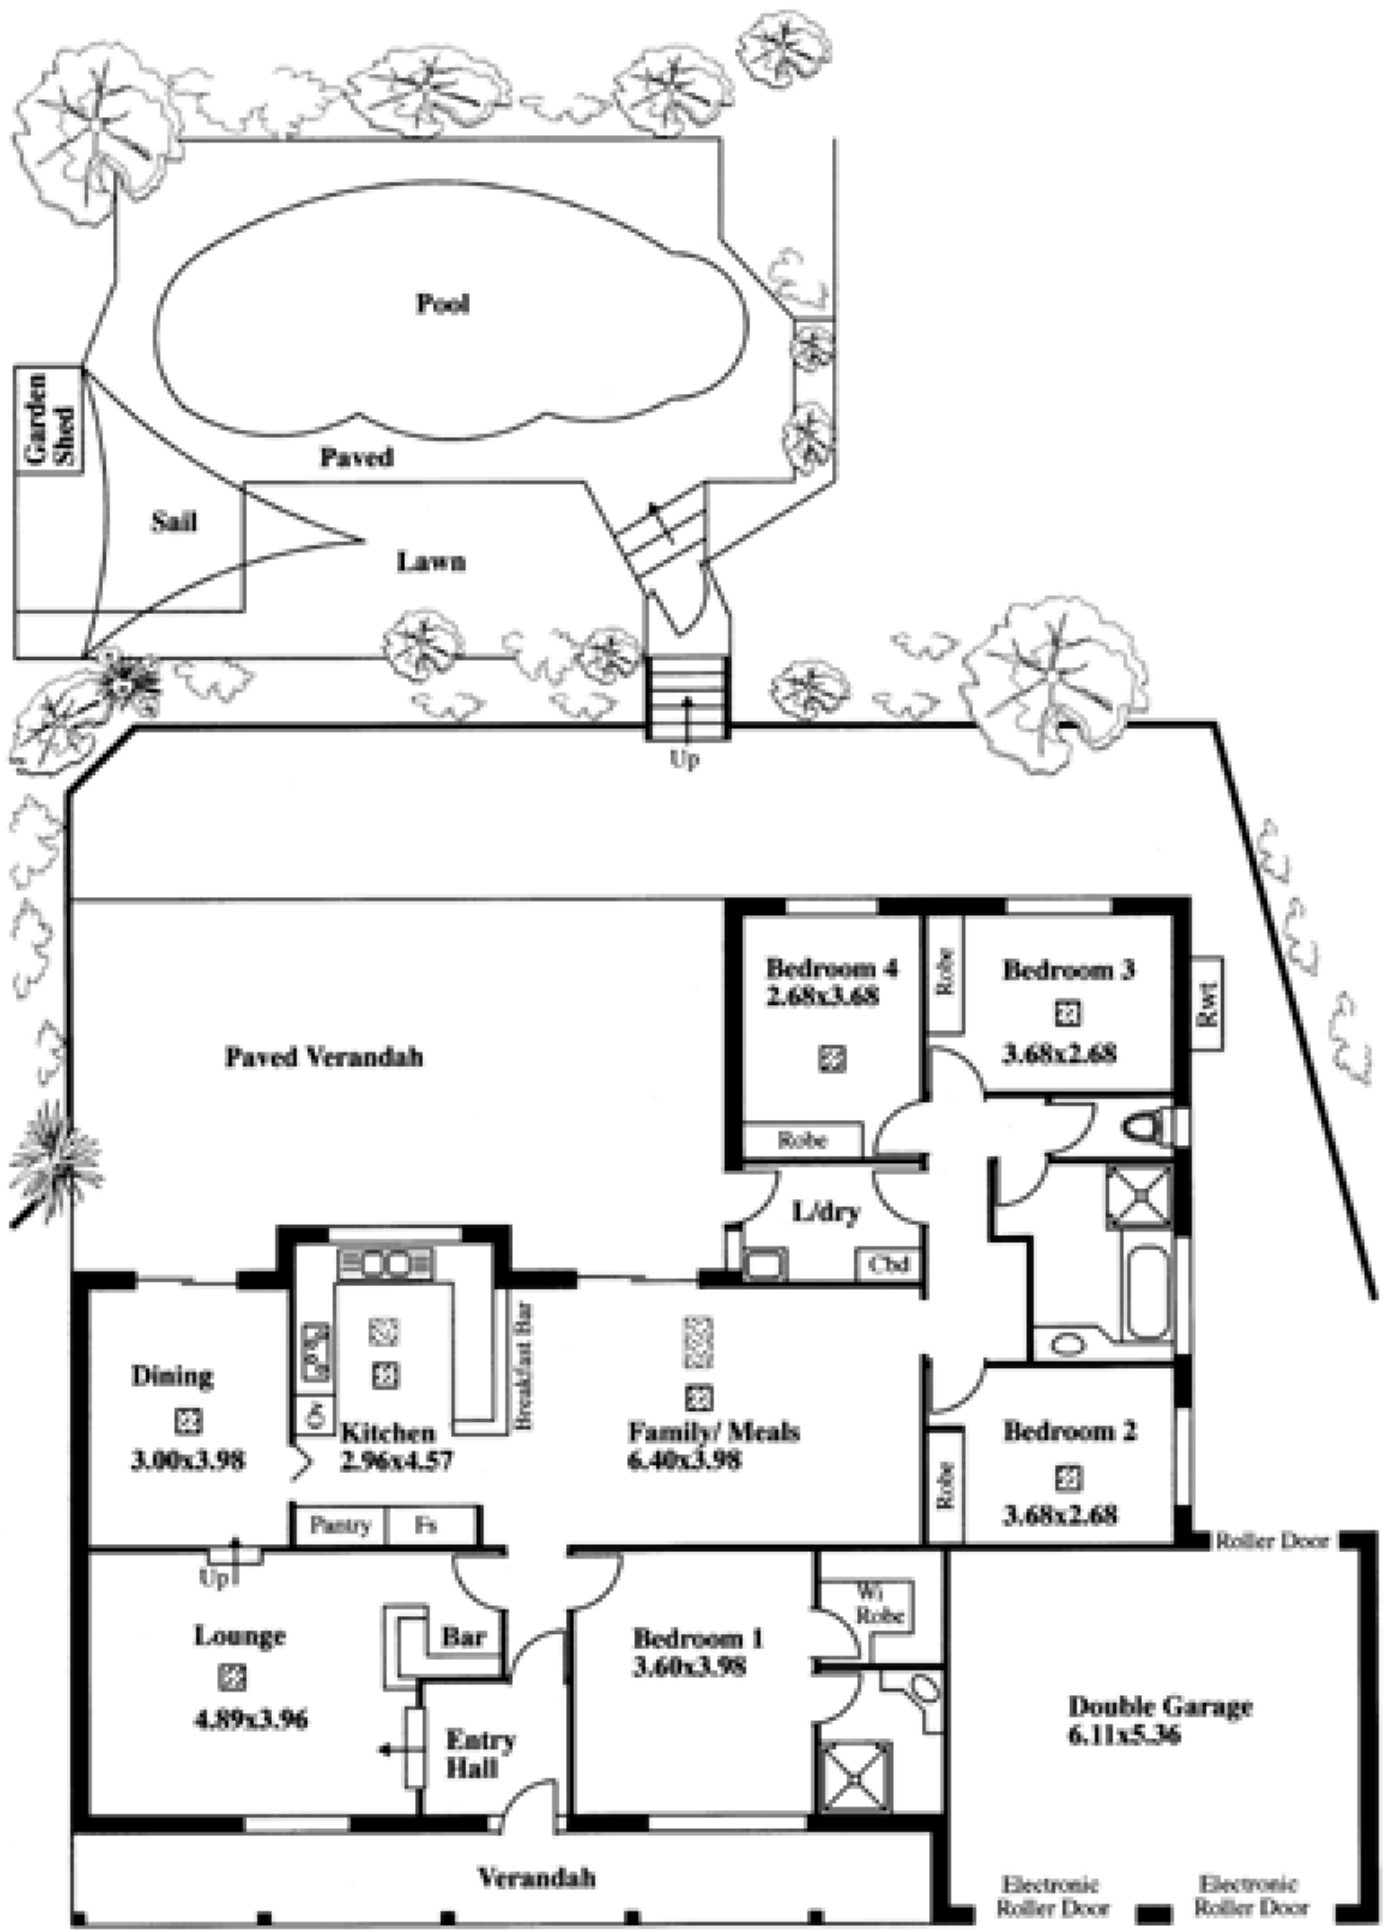 Pool
Garden
Shed
Paved
Sail
Lawn
Up
Bedroom 4
2.68x3.68
Robe
Bedroom 3
3.68x2.68
Rwt
Paved Verandah
Robe
L/dry
Cbd
Breakfast Bar
Dining
3.00x3.98
Ov
Kitchen
2.96x4.57
Family/ Meals
6.40x3.98
Bedroom 2
3.68x2.68
Robe
Pantry
Fs
Roller Door
Up
Lounge
4.89x3.96
Bar
Bedroom 1
3.60x3.98
Wi
Robe
Entry
Hall
Double Garage
6.11x5.36
Verandah
Electronic
Roller Door
Electronic
Roller Door